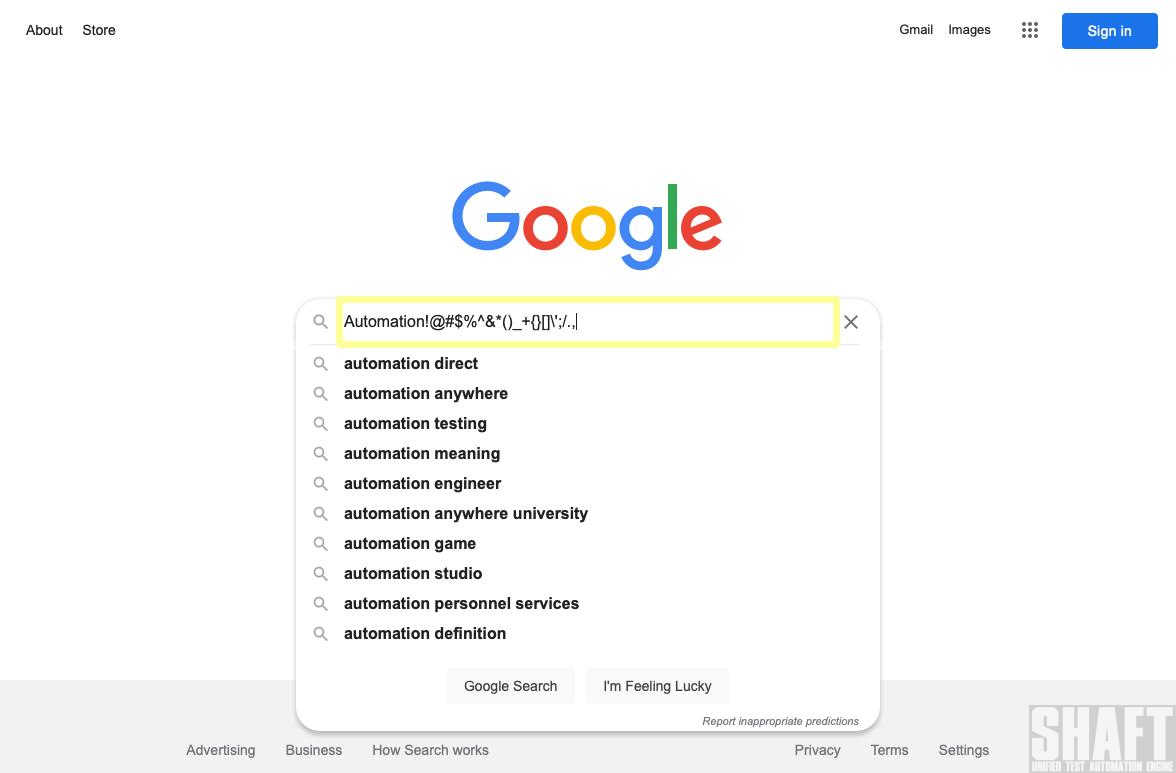 About Store Gmail Images Sign in
Google
Automation!@#$%^&*()_+{}[]\';/.,
automation direct
automation anywhere
automation testing
automation meaning
automation engineer
automation anywhere university
automation game
automation studio
automation personnel services
automation definition
Google Search I'm Feeling Lucky
Report inappropriate predictions
Advertising Business How Search works Privacy Terms Settings
SHAFT
UNIFIED TEST AUTOMATION ENGINE